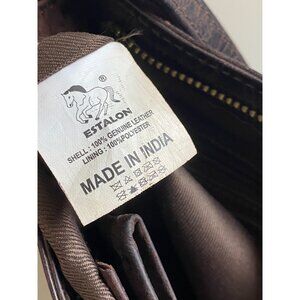 ®
ESTALON
SHELL : 100% GENUINE LEATHER
LINING : 100% POLYESTER
MADE IN INDIA